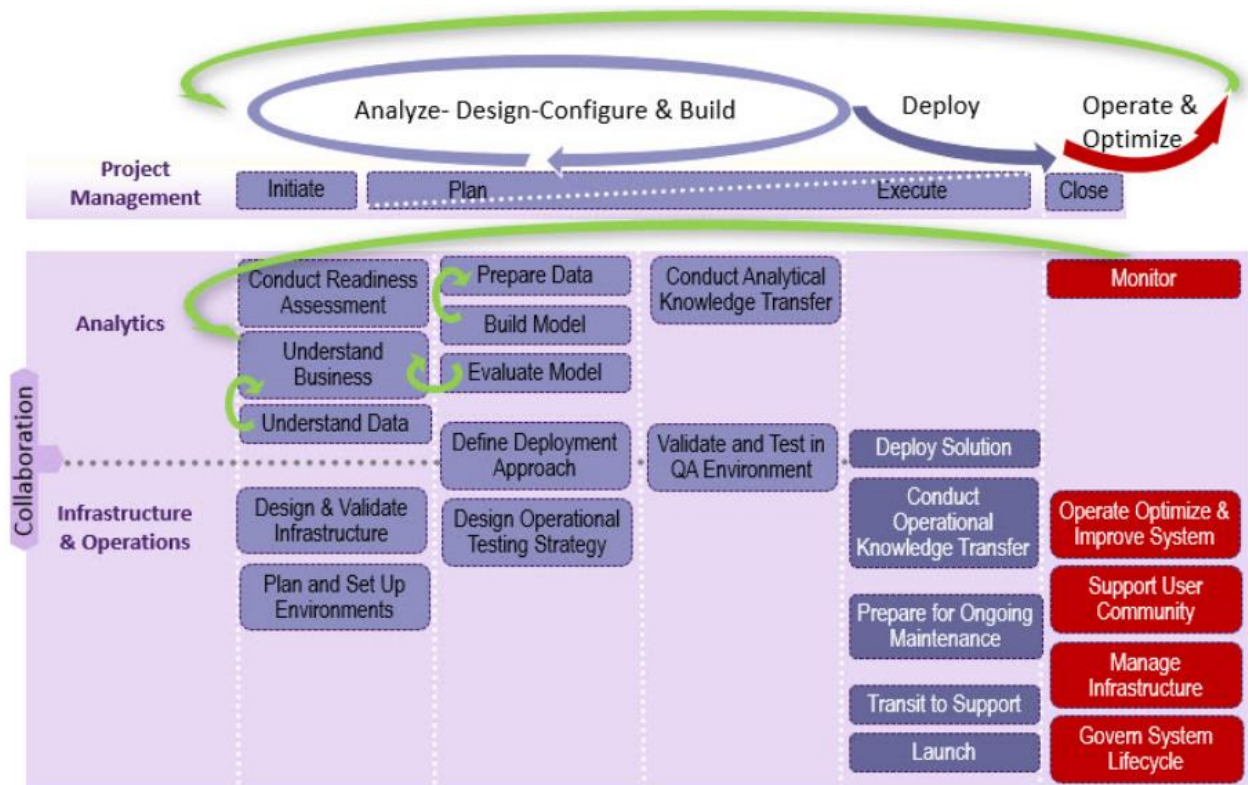 Analyze- Design-Configure & Build
Deploy
Operate &
Optimize
Project
Management
Initiate
Plan
Execute
Close
Collaboration
Analytics
Conduct Readiness
Assessment
Understand
Business
Understand Data
Prepare Data
Build Model
Evaluate Model
Conduct Analytical
Knowledge Transfer
Monitor
Define Deployment
Approach
Validate and Test in
QA Environment
Deploy Solution
Infrastructure
& Operations
Design & Validate
Infrastructure
Plan and Set Up
Environments
Design Operational
Testing Strategy
Conduct
Operational
Knowledge Transfer
Prepare for Ongoing
Maintenance
Transit to Support
Launch
Operate Optimize &
Improve System
Support User
Community
Manage
Infrastructure
Govern System
Lifecycle